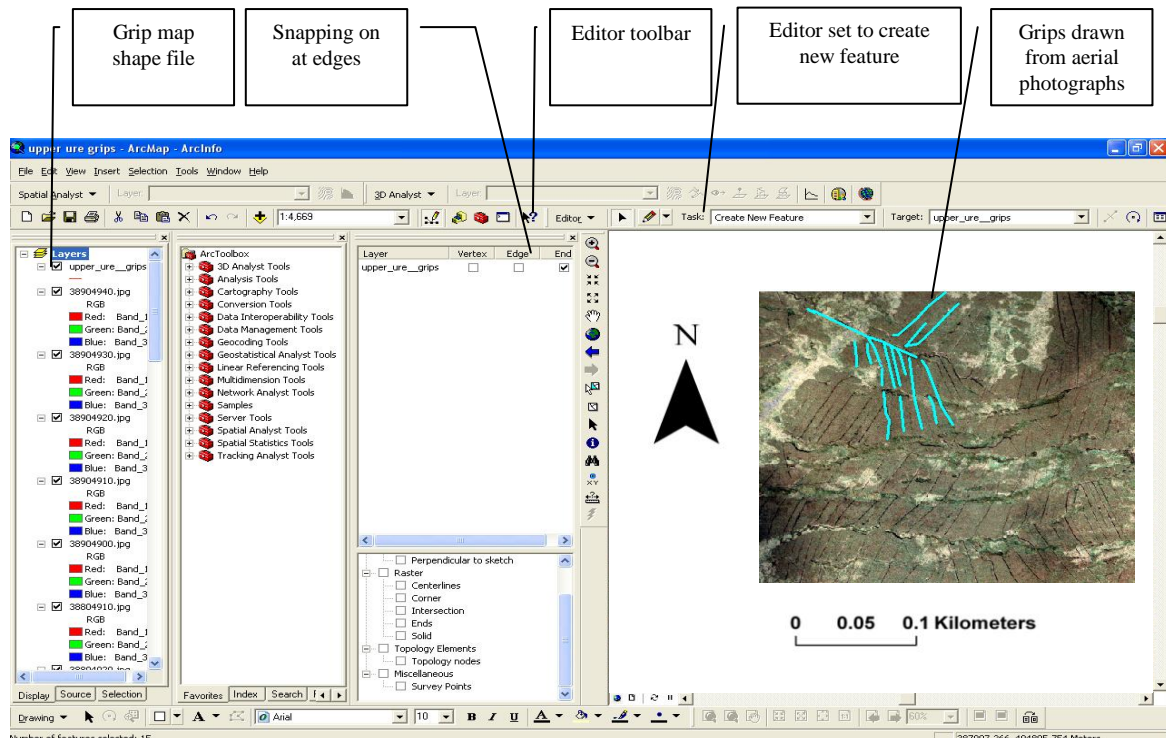 Grip map
shape file
Snapping on
at edges
Editor toolbar
Editor set to create
new feature
Grips drawn
from aerial
photographs
upper ure grips - ArcMap - ArcInfo
File Edit View Insert Selection Tools Window Help
Spatial Analyst Layer: 3D Analyst Layer:
1:4,669 Editor Task: Create New Feature Target: upper_ure__grips
Layers
upper_ure__grips
38904940.jpg
RGB
Red: Band_1
Green: Band_2
Blue: Band_3
38904930.jpg
RGB
Red: Band_1
Green: Band_2
Blue: Band_3
38904920.jpg
RGB
Red: Band_1
Green: Band_2
Blue: Band_3
38904910.jpg
RGB
Red: Band_1
Green: Band_2
Blue: Band_3
38904900.jpg
RGB
Red: Band_1
Green: Band_2
Blue: Band_3
38804910.jpg
RGB
Red: Band_1
Green: Band_2
Blue: Band_3
Display Source Selection
ArcToolbox
3D Analyst Tools
Analysis Tools
Cartography Tools
Conversion Tools
Data Interoperability Tools
Data Management Tools
Geocoding Tools
Geostatistical Analyst Tools
Linear Referencing Tools
Multidimension Tools
Network Analyst Tools
Samples
Server Tools
Spatial Analyst Tools
Spatial Statistics Tools
Tracking Analyst Tools
Favorites Index Search
Layer Vertex Edge End
upper_ure__grips
Perpendicular to sketch
Raster
Centerlines
Corner
Intersection
Ends
Solid
Topology Elements
Topology nodes
Miscellaneous
Survey Points
N
0 0.05 0.1 Kilometers
Drawing A Arial 10 B I U A 60%